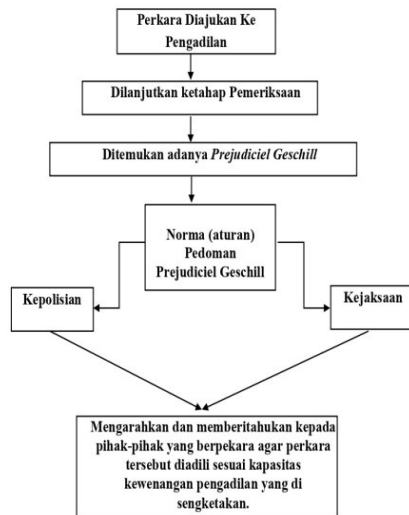 Perkara Diajukan Ke
Pengadilan
Dilanjutkan ketahap Pemeriksaan
Ditemukan adanya Prejudiciel Geschill
Norma (aturan)
Pedoman
Prejudiciel Geschill
Kepolisian
Kejaksaan
Mengarahkan dan memberitahukan kepada
pihak-pihak yang berpekara agar perkara
tersebut diadili sesuai kapasitas
kewenangan pengadilan yang di
sengketakan.